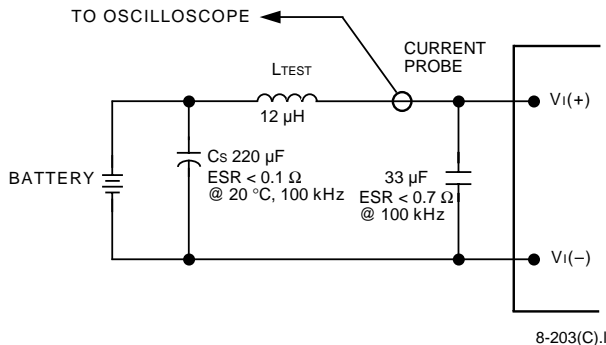 TO OSCILLOSCOPE
CURRENT
PROBE
LTEST
12 µH
VI(+)
CS 220 µF
ESR < 0.1 Ω
@ 20 °C, 100 kHz
BATTERY
33 µF
ESR < 0.7 Ω
@ 100 kHz
VI(–)
8-203(C).l